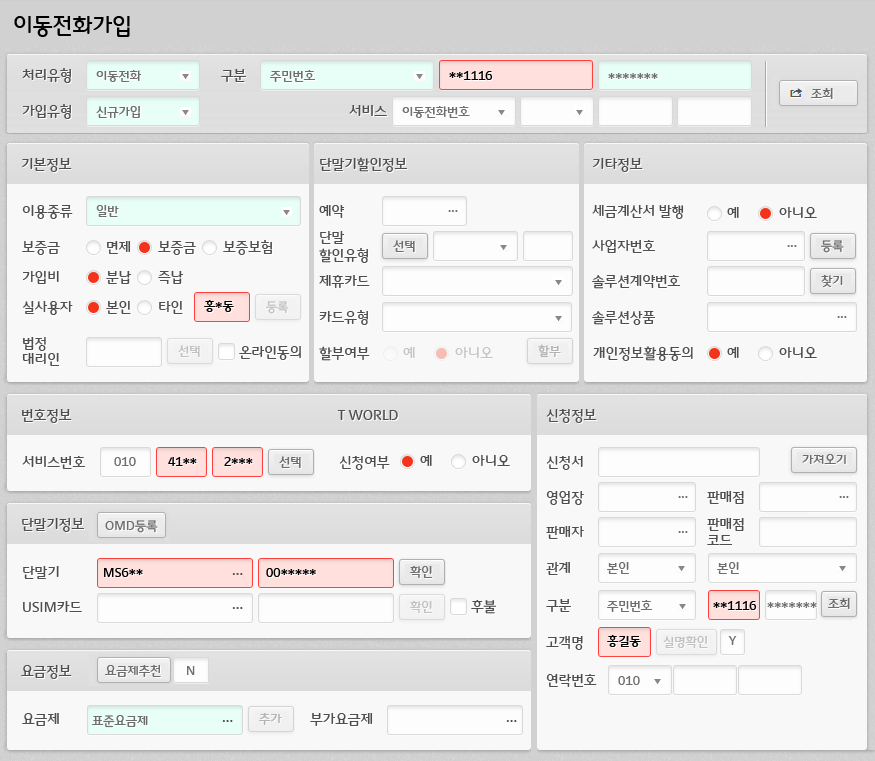 이동전화가입
처리유형 이동전화 구분 주민번호 **1116 *******
조회
가입유형 신규가입 서비스 이동전화번호
기본정보
이용종류 일반
보증금 면제 보증금 보증보험
가입비 분납 즉납
실사용자 본인 타인 홍*동 등록
법정
대리인 선택 온라인동의
단말기할인정보
예약 ...
단말
할인유형 선택
제휴카드
카드유형
할부여부 예 아니오 할부
기타정보
세금계산서 발행 예 아니오
사업자번호 ... 등록
솔루션계약번호 찾기
솔루션상품 ...
개인정보활용동의 예 아니오
번호정보 T WORLD
서비스번호 010 41** 2*** 선택 신청여부 예 아니오
단말기정보 OMD등록
단말기 MS6** ... 00***** 확인
USIM카드 ... 확인 후불
요금정보 요금제추천 N
요금제 표준요금제 ... 추가 부가요금제 ...
신청정보
신청서 가져오기
영업장 ... 판매점 ...
판매자 ... 판매점
코드
관계 본인 본인
구분 주민번호 **1116 ******* 조회
고객명 홍길동 실명확인 Y
연락번호 010